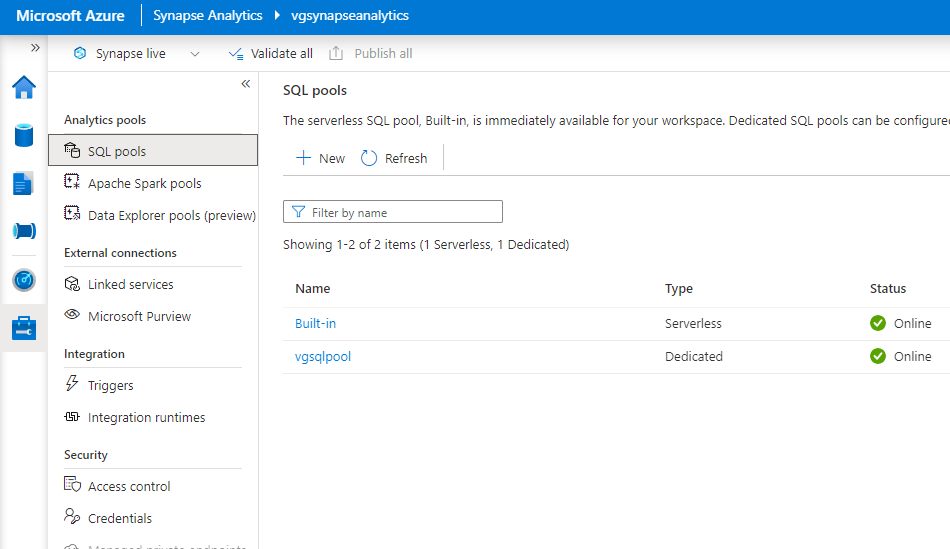 Microsoft Azure Synapse Analytics vgsynapseanalytics
Synapse live Validate all Publish all
Analytics pools
SQL pools
Apache Spark pools
Data Explorer pools (preview)
External connections
Linked services
Microsoft Purview
Integration
Triggers
Integration runtimes
Security
Access control
Credentials
Managed private endpoints
SQL pools
The serverless SQL pool, Built-in, is immediately available for your workspace. Dedicated SQL pools can be configured
New Refresh
Filter by name
Showing 1-2 of 2 items (1 Serverless, 1 Dedicated)
Name Type Status
Built-in Serverless Online
vgsqlpool Dedicated Online